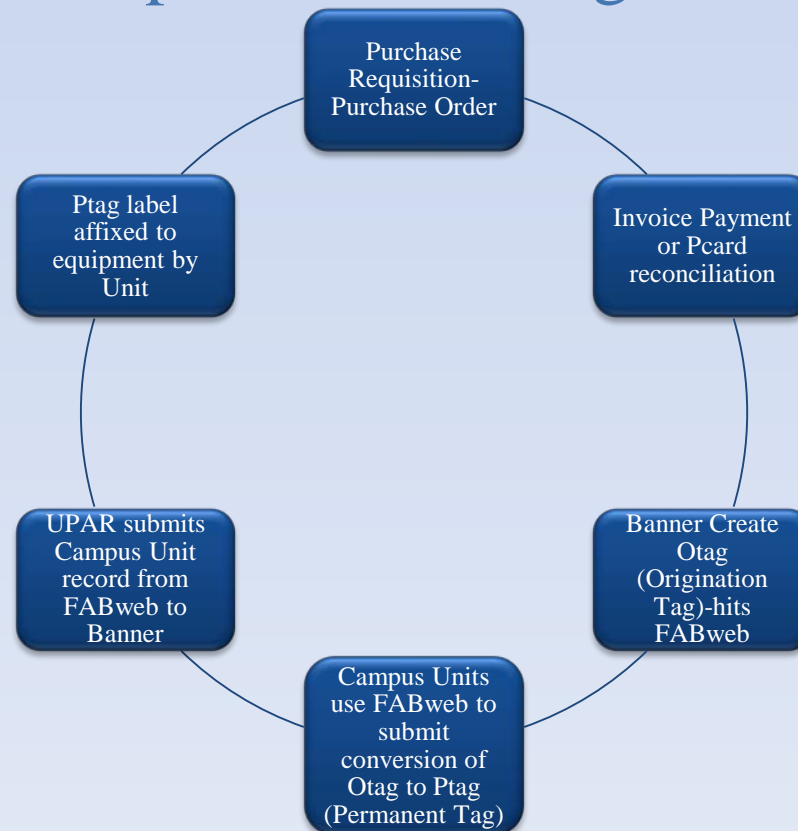 Purchase
Requisition-
Purchase Order
Invoice Payment
or Pcard
reconciliation
Banner Create
Otag
(Origination
Tag)-hits
FABweb
Campus Units
use FABweb to
submit
conversion of
Otag to Ptag
(Permanent Tag)
UPAR submits
Campus Unit
record from
FABweb to
Banner
Ptag label
affixed to
equipment by
Unit